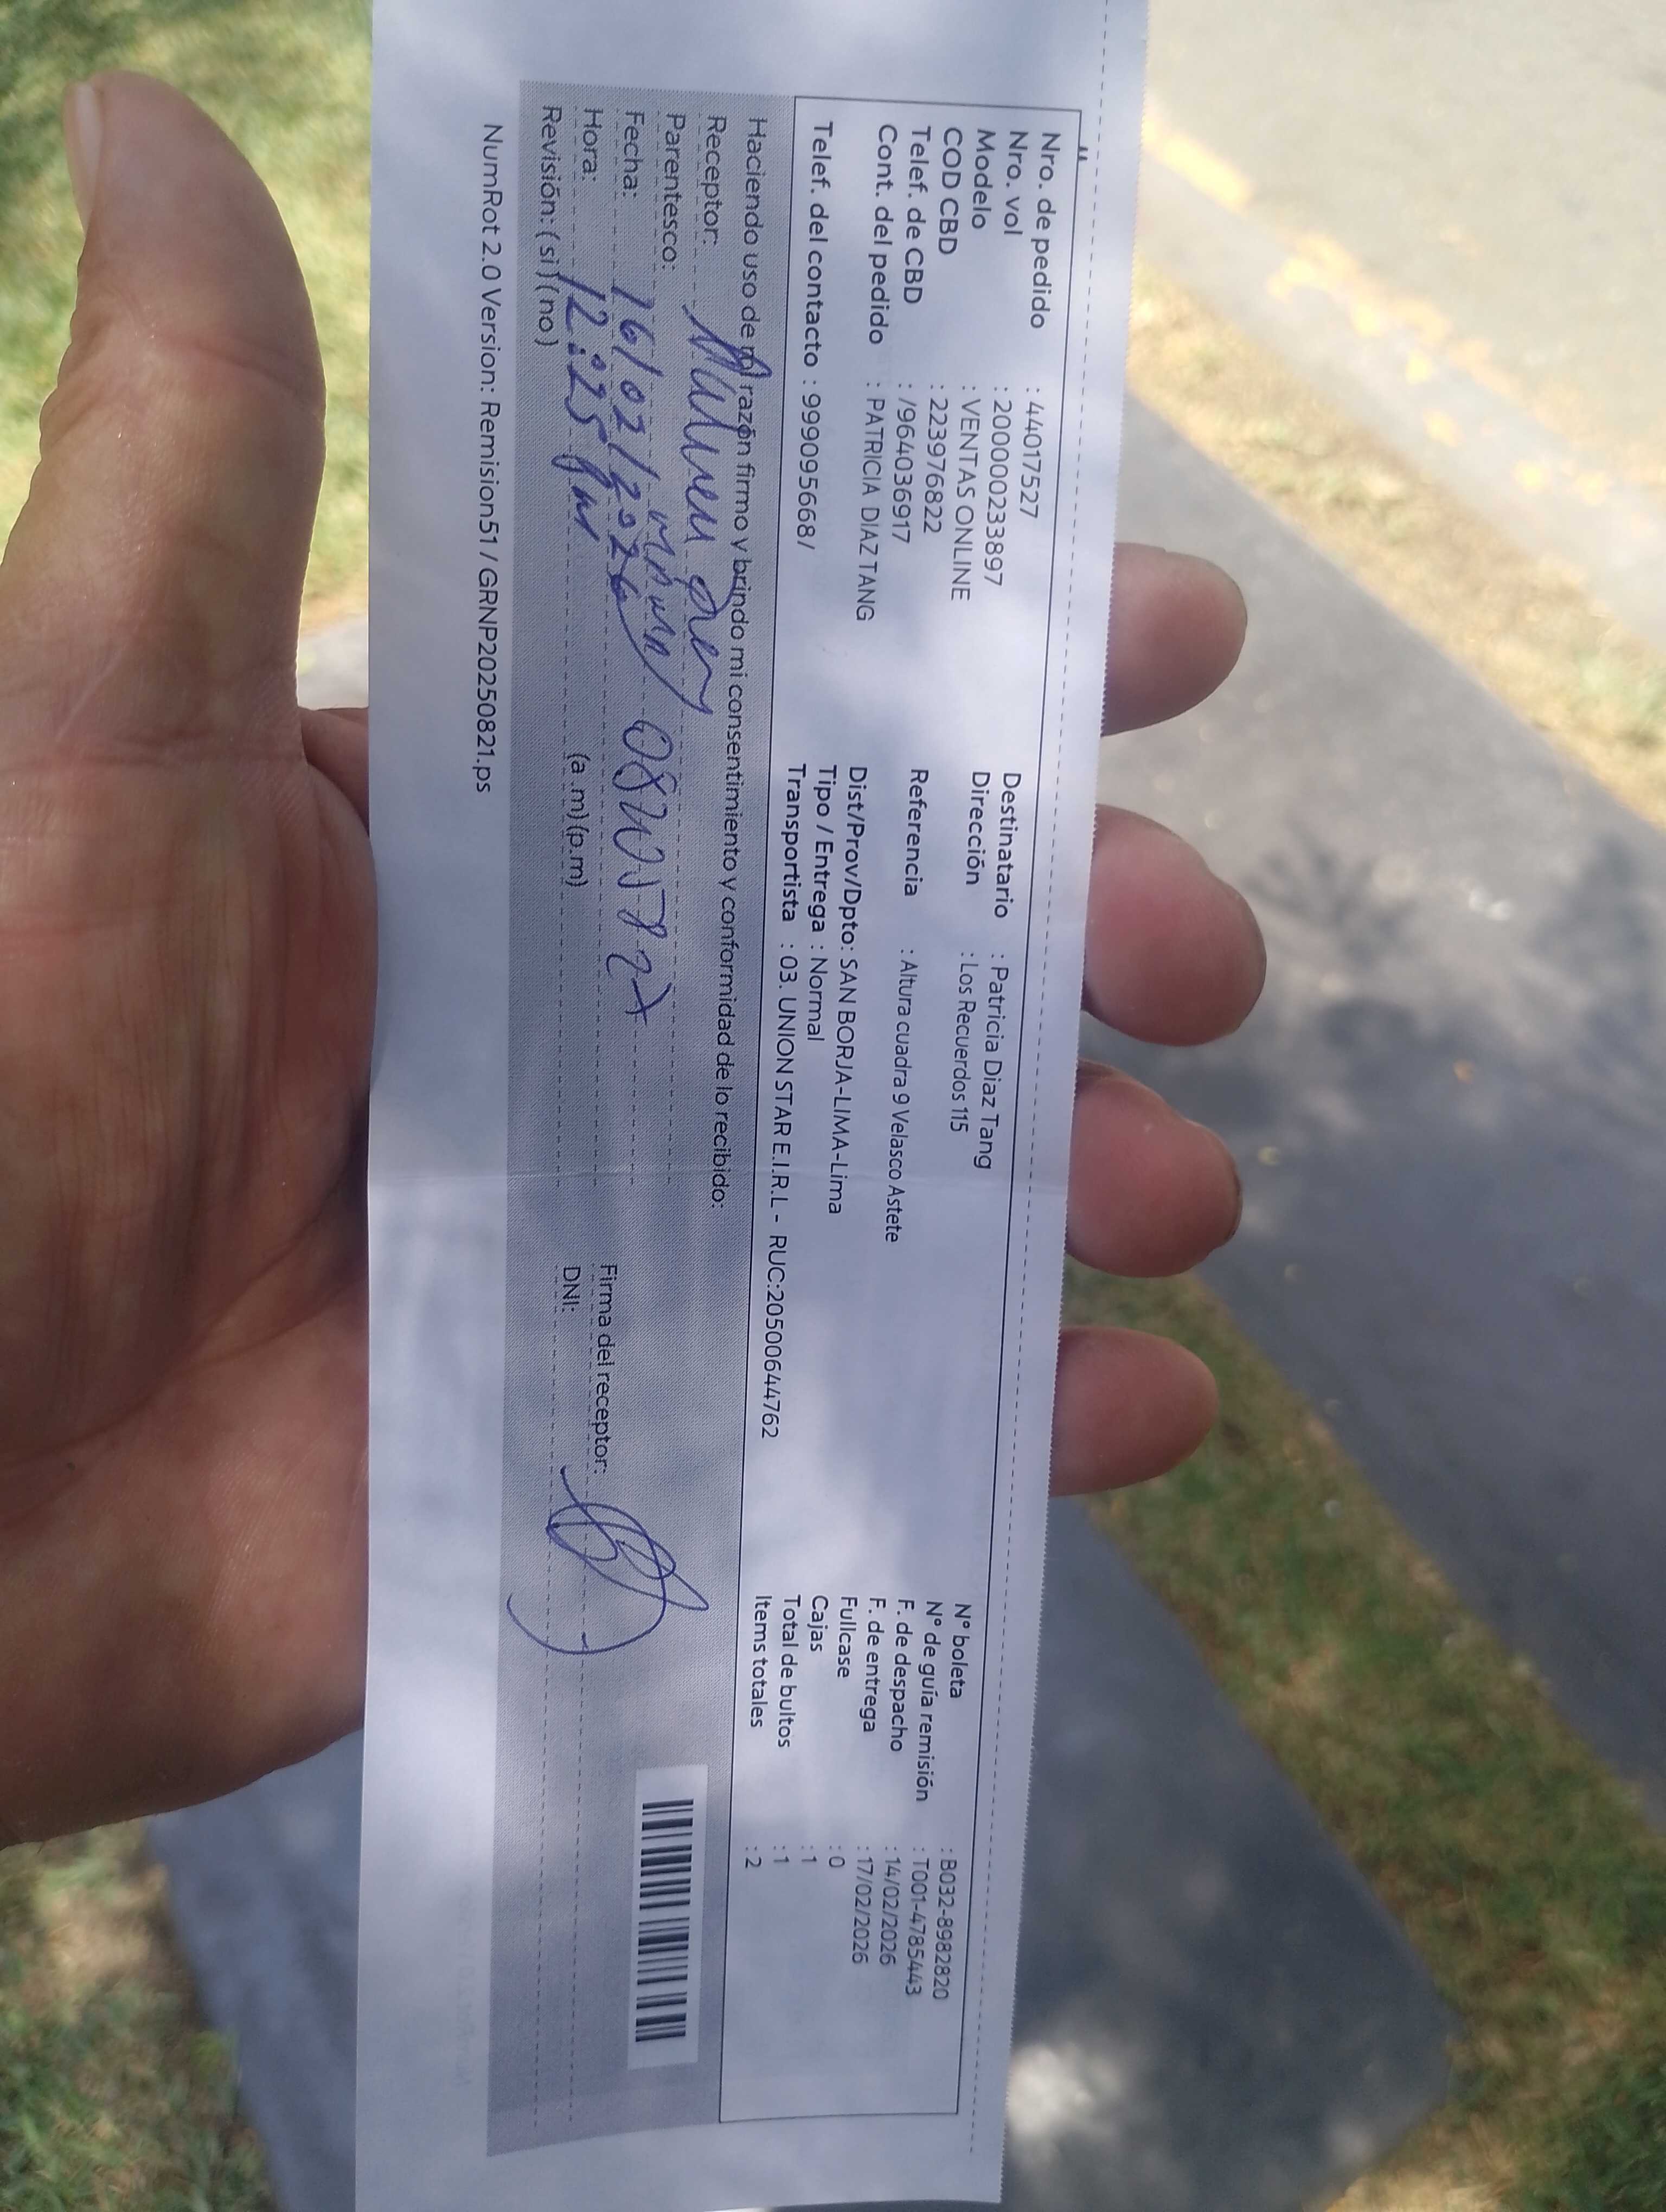 Nro. de pedido : 44017527
Nro. vol : 2000000233897
Modelo : VENTAS ONLINE
COD CBD : 223976822
Telef. de CBD : /964036917
Cont. del pedido : PATRICIA DIAZ TANG
Telef. del contacto : 999095668/
Destinatario : Patricia Diaz Tang
Dirección : Los Recuerdos 115
Referencia : Altura cuadra 9 Velasco Astete
Dist/Prov/Dpto: SAN BORJA-LIMA-Lima
Tipo / Entrega : Normal
Transportista : 03. UNION STAR E.I.R.L - RUC:20500644762
N° boleta : B032-8982820
N° de guía remisión : T001-4785443
F. de despacho : 14/02/2026
F. de entrega : 17/02/2026
Fullcase : 0
Cajas : 1
Total de bultos : 1
Items totales : 2
Haciendo uso de mi razón firmo y brindo mi consentimiento y conformidad de lo recibido:
Receptor:
Parentesco:
Fecha: 16/02/2026
Hora: 12:25 (a.m) (p.m)
Revisión: ( si ) ( no )
Firma del receptor:
DNI:
NumRot 2.0 Version: Remision51 / GRNP20250821.ps